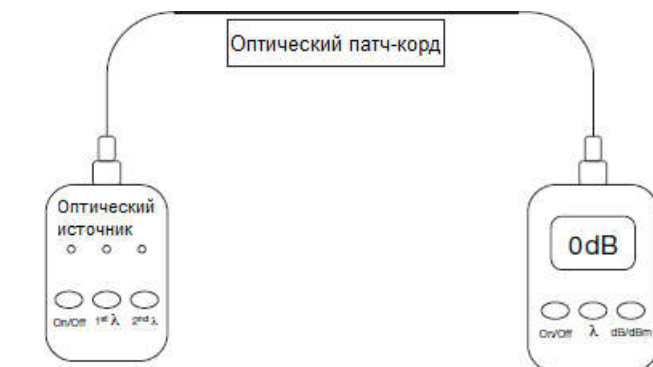 Оптический патч-корд
Оптический
источник
On/Off 1st λ 2nd λ
0dB
On/Off λ dB/dBm